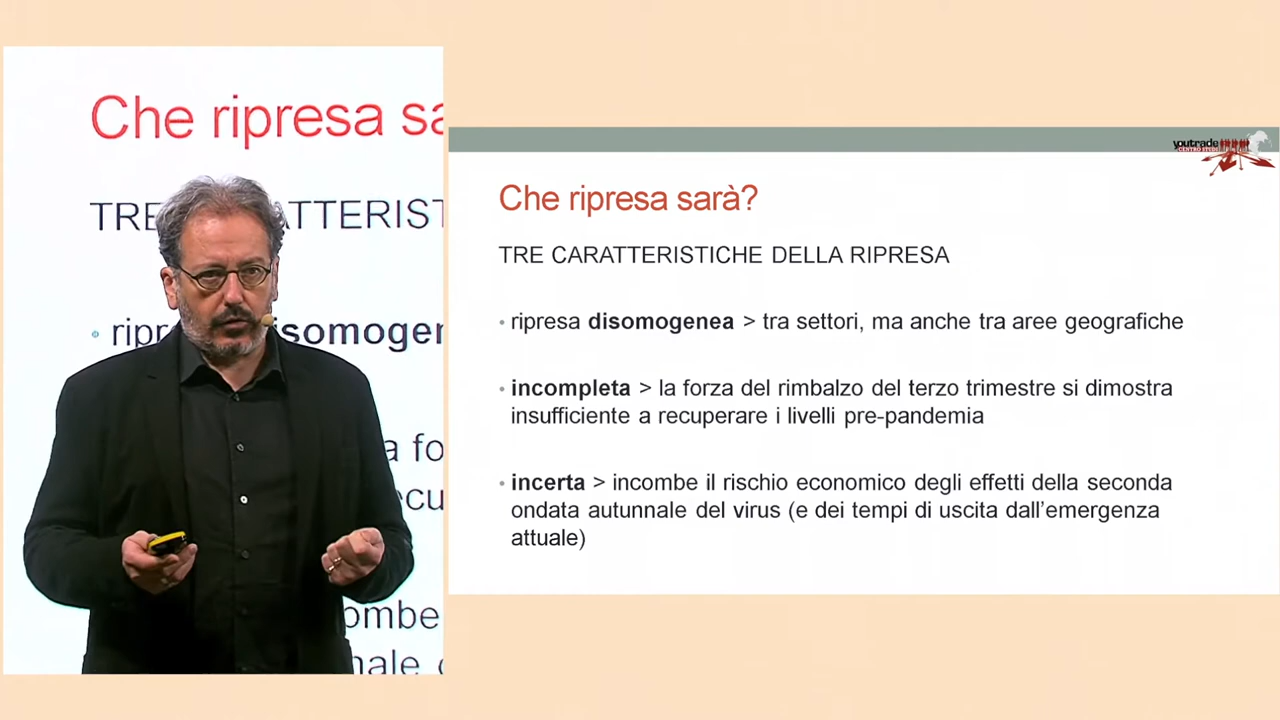 Che ripresa sa
TRE
ATTERIST
• ripr
isomogen
a fo
ecu
ombe
nale
youtrade
CENTRO STUDI
Che ripresa sarà?
TRE CARATTERISTICHE DELLA RIPRESA
• ripresa disomogenea > tra settori, ma anche tra aree geografiche
• incompleta > la forza del rimbalzo del terzo trimestre si dimostra
insufficiente a recuperare i livelli pre-pandemia
• incerta > incombe il rischio economico degli effetti della seconda
ondata autunnale del virus (e dei tempi di uscita dall'emergenza
attuale)